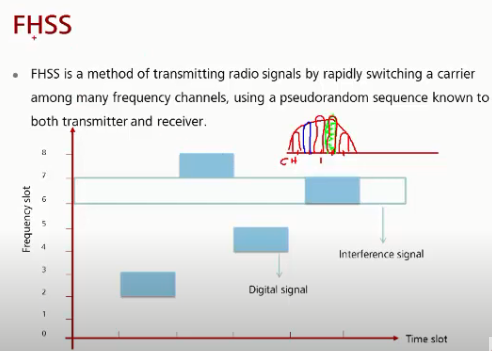 FHSS
FHSS is a method of transmitting radio signals by rapidly switching a carrier
among many frequency channels, using a pseudorandom sequence known to
both transmitter and receiver.
CH 1
8
7
6
5
4
3
2
1
0
Frequency slot
Interference signal
Digital signal
Time slot